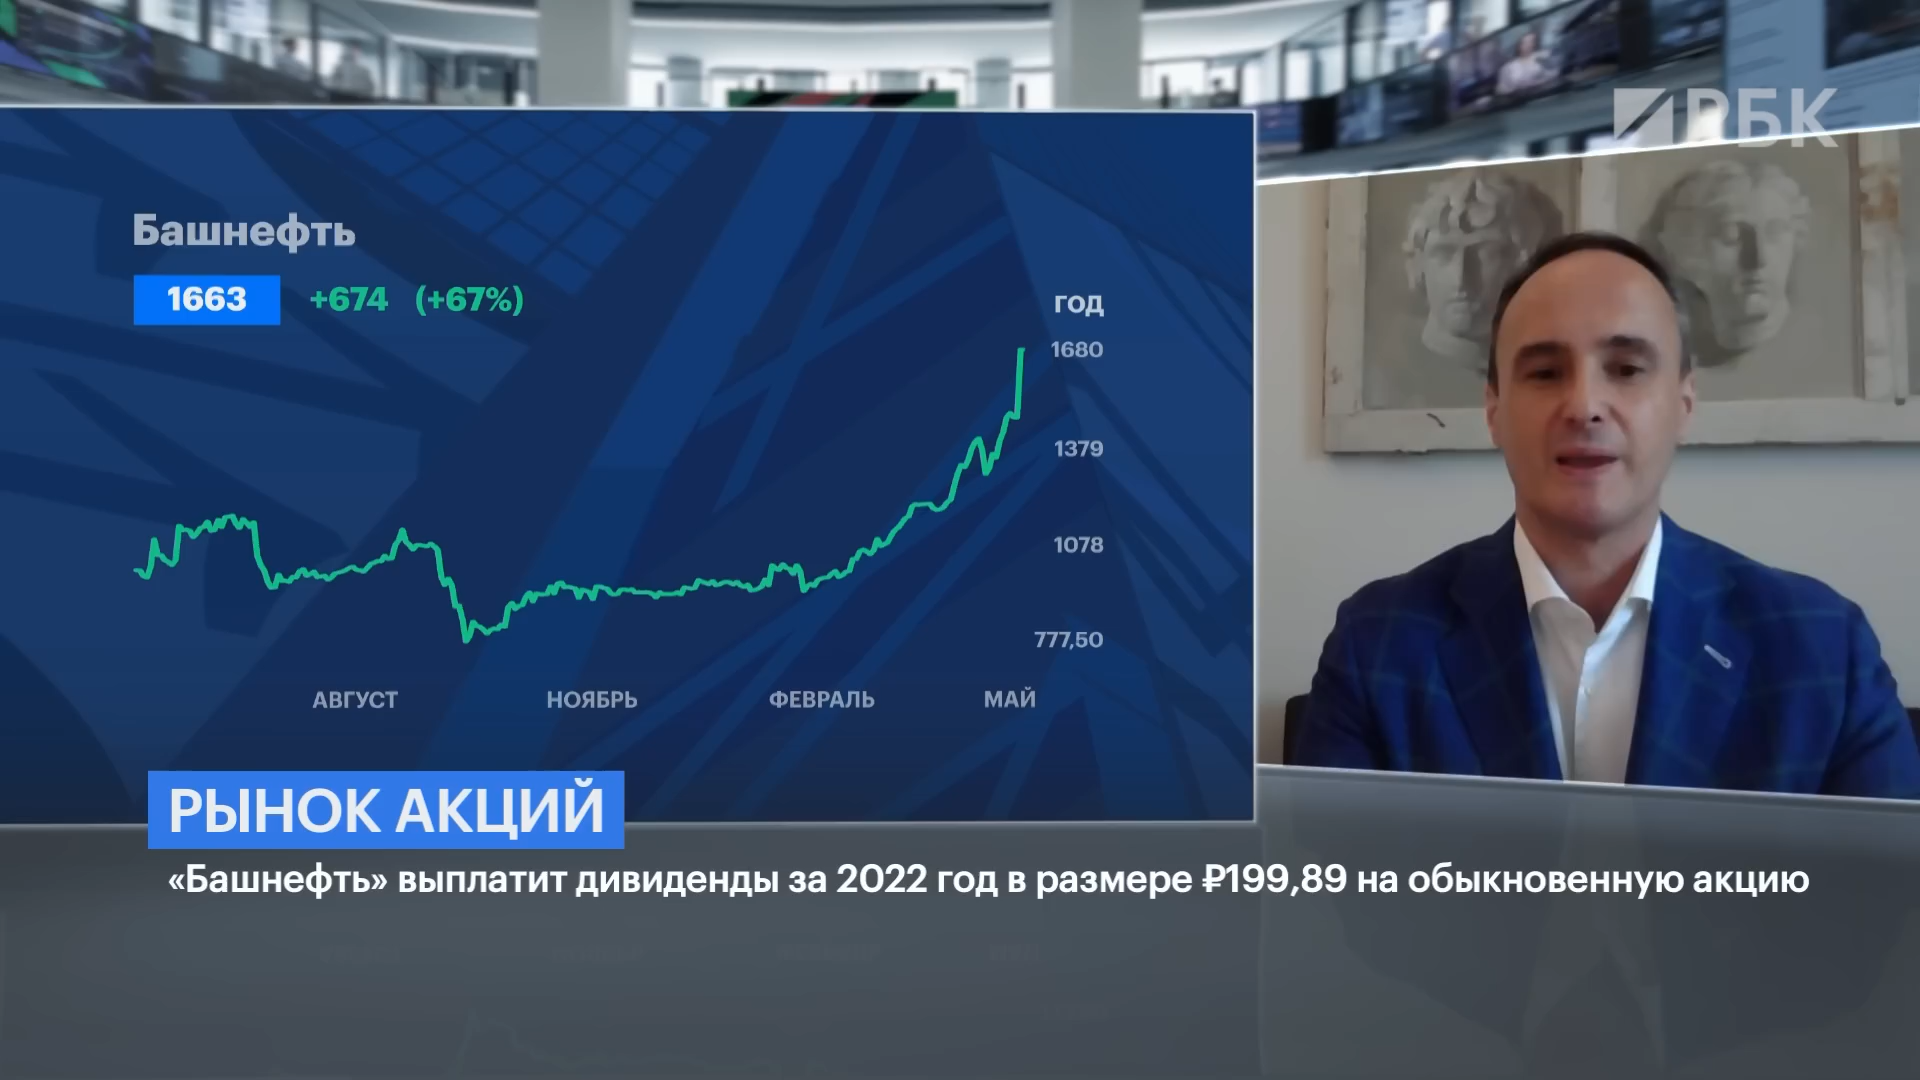 РБК
Башнефть
1663 +674 (+67%)
ГОД
1680
1379
1078
777,50
АВГУСТ НОЯБРЬ ФЕВРАЛЬ МАЙ
РЫНОК АКЦИЙ
«Башнефть» выплатит дивиденды за 2022 год в размере ₽199,89 на обыкновенную акцию